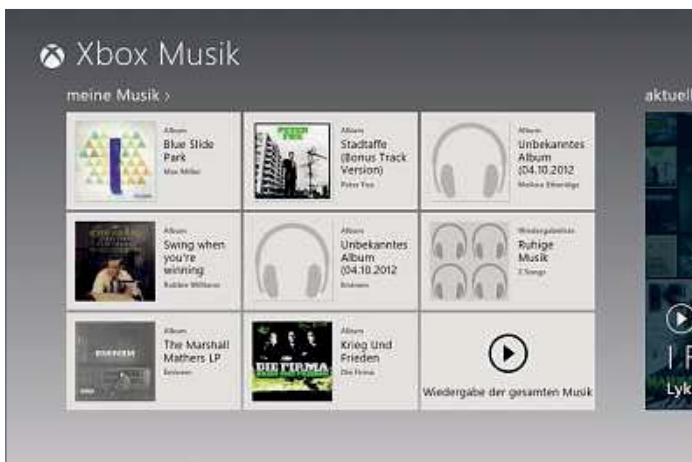 Xbox Musik
meine Musik >
aktuell
Album
Blue Slide
Park
Mac Miller
Album
Stadtaffe
(Bonus Track
Version)
Peter Fox
Album
Unbekanntes
Album
(04.10.2012
Melissa Etheridge
Album
Swing when
you're
winning
Robbie Williams
Album
Unbekanntes
Album
(04.10.2012
Eminem
Wiedergabeliste
Ruhige
Musik
2 Songs
EMINEM
Album
The Marshall
Mathers LP
Eminem
DIE FIRMA
Album
Krieg Und
Frieden
Die Firma
Wiedergabe der gesamten Musik
Lyk